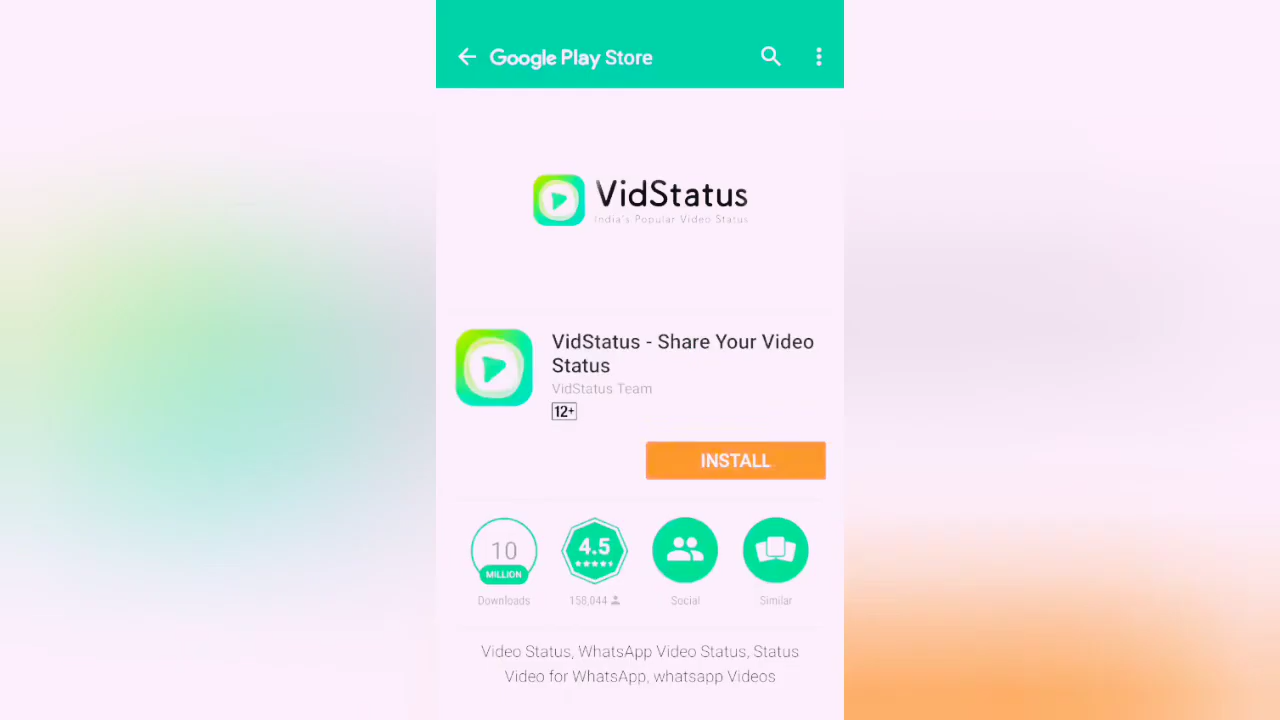 Google Play Store
VidStatus
India's Popular Video Status
VidStatus - Share Your Video
Status
VidStatus Team
12+
INSTALL
10
MILLION
Downloads
4.5
158,044
Social
Similar
Video Status, WhatsApp Video Status, Status
Video for WhatsApp, whatsapp Videos